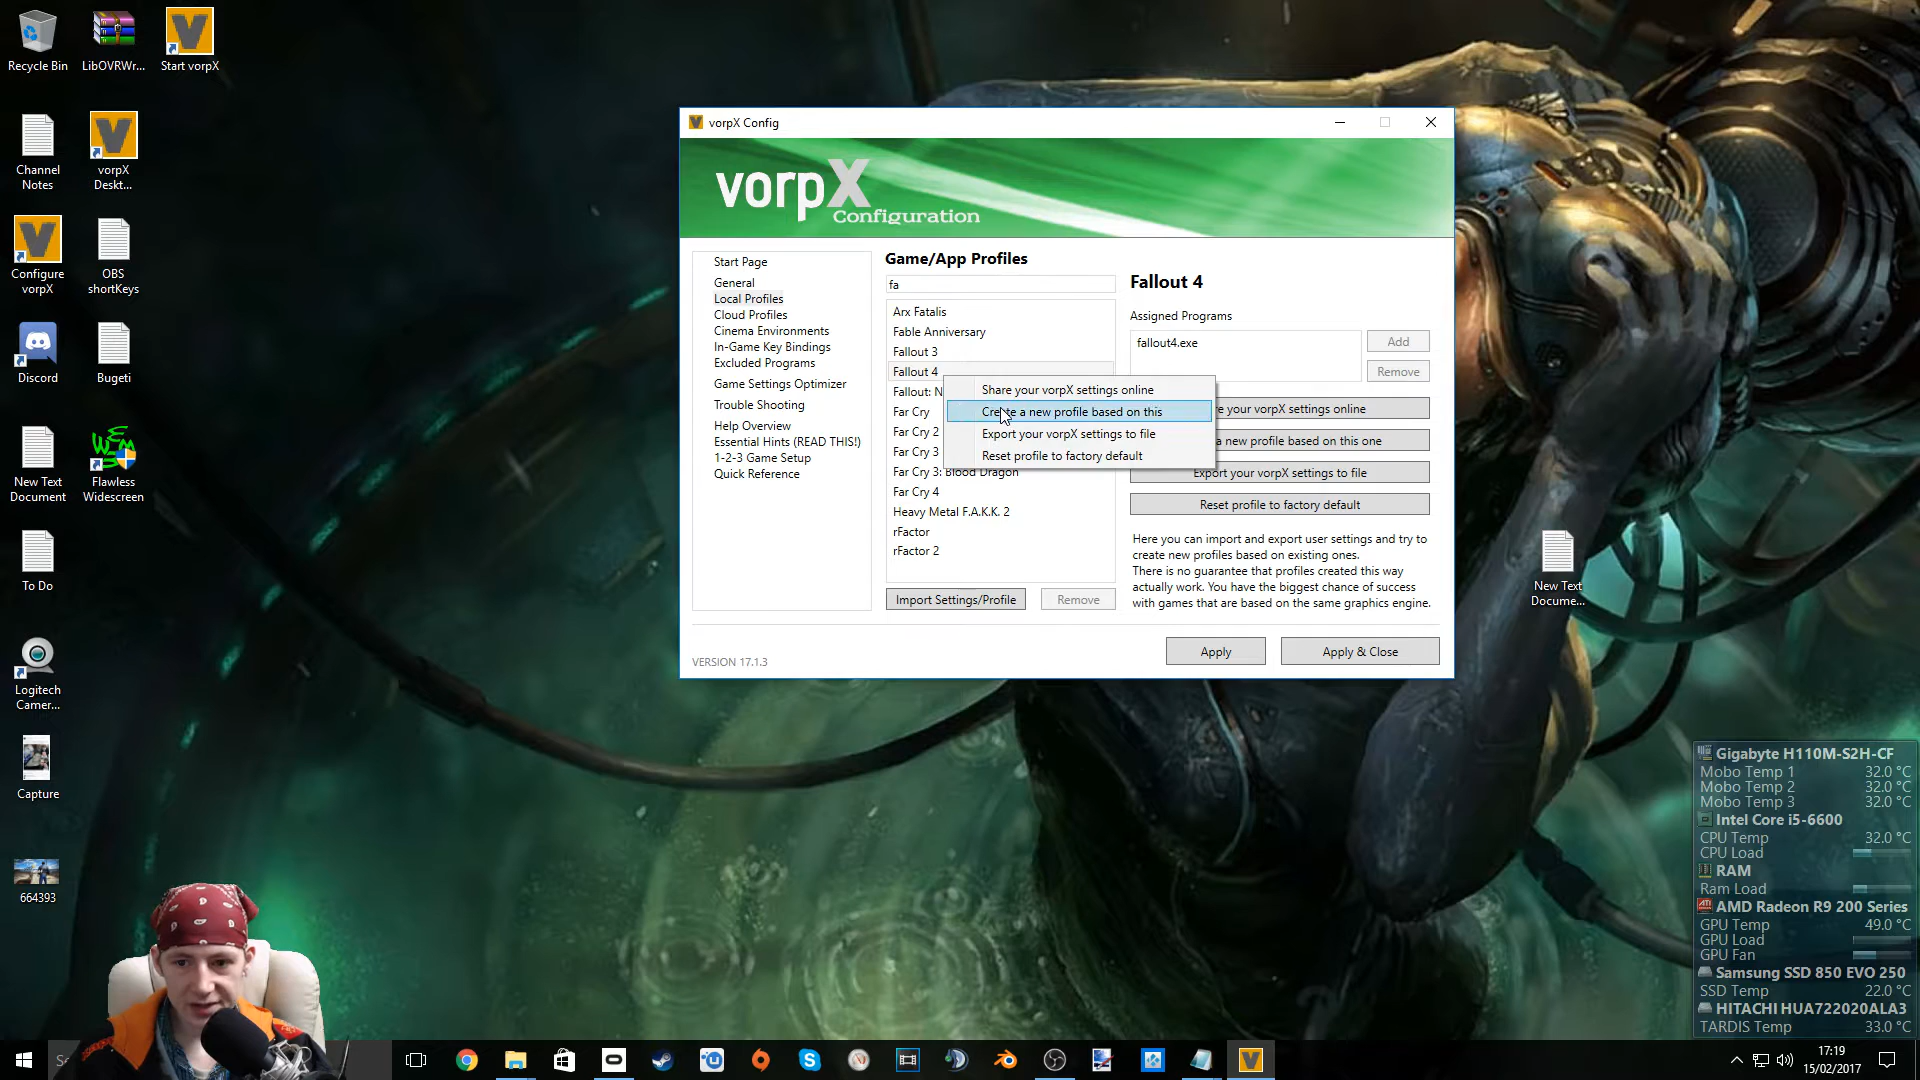 Recycle Bin
LibOVRWr...
Start vorpX
Channel
Notes
vorpX
Deskt...
Configure
vorpX
OBS
shortKeys
Discord
Bugeti
New Text
Document
Flawless
Widescreen
To Do
Logitech
Camer...
Capture
664393
vorpX Config
vorpX
Configuration
Start Page
General
Local Profiles
Cloud Profiles
Cinema Environments
In-Game Key Bindings
Excluded Programs
Game Settings Optimizer
Trouble Shooting
Help Overview
Essential Hints (READ THIS!)
1-2-3 Game Setup
Quick Reference
Game/App Profiles
fa
Arx Fatalis
Fable Anniversary
Fallout 3
Fallout 4
Fallout: N
Far Cry
Far Cry 2
Far Cry 3
Far Cry 3: Blood Dragon
Far Cry 4
Heavy Metal F.A.K.K. 2
rFactor
rFactor 2
Import Settings/Profile
Remove
Share your vorpX settings online
Create a new profile based on this
Export your vorpX settings to file
Reset profile to factory default
Fallout 4
Assigned Programs
fallout4.exe
Add
Remove
e your vorpX settings online
a new profile based on this one
Export your vorpX settings to file
Reset profile to factory default
Here you can import and export user settings and try to
create new profiles based on existing ones.
There is no guarantee that profiles created this way
actually work. You have the biggest chance of success
with games that are based on the same graphics engine.
VERSION 17.1.3
Apply
Apply & Close
New Text
Docume...
Gigabyte H110M-S2H-CF
Mobo Temp 1 32.0 °C
Mobo Temp 2 32.0 °C
Mobo Temp 3 32.0 °C
Intel Core i5-6600
CPU Temp 32.0 °C
CPU Load
RAM
Ram Load
AMD Radeon R9 200 Series
GPU Temp 49.0 °C
GPU Load
GPU Fan
Samsung SSD 850 EVO 250
SSD Temp 22.0 °C
HITACHI HUA722020ALA3
TARDIS Temp 33.0 °C
17:19
15/02/2017